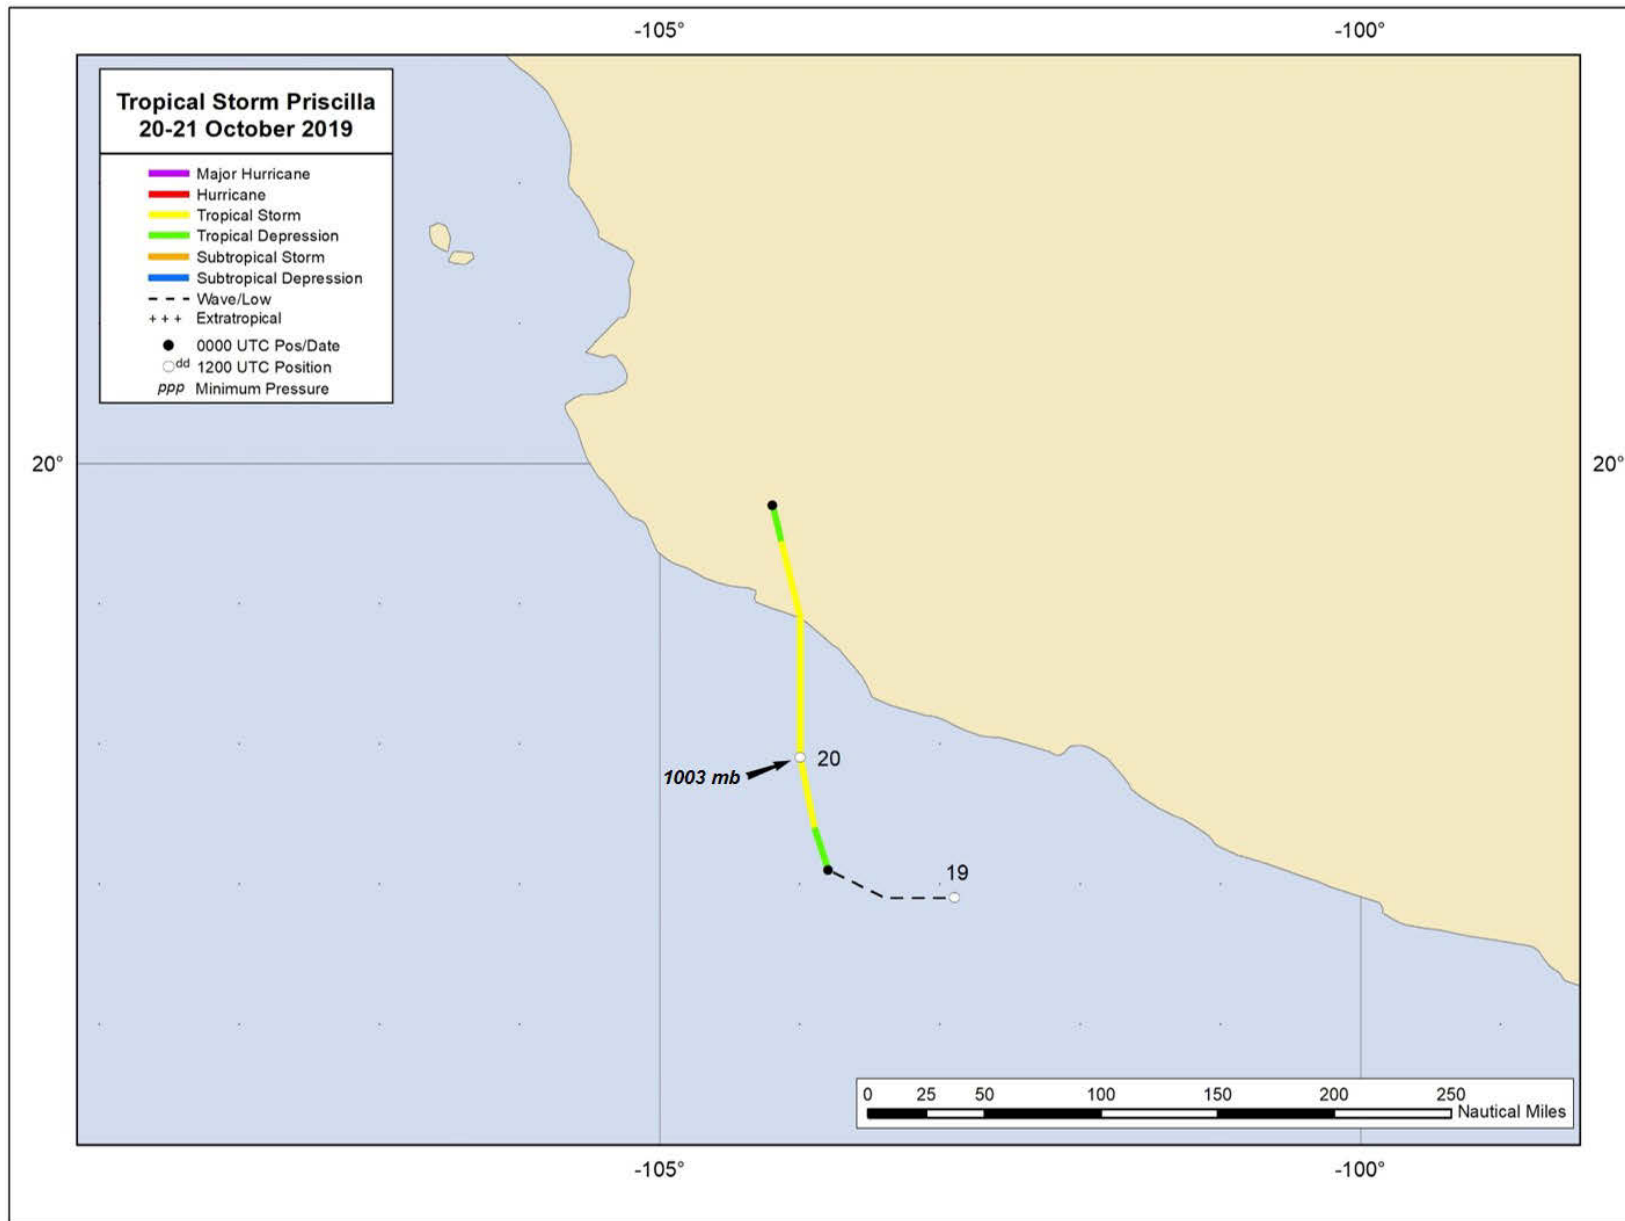 -105°
-100°
Tropical Storm Priscilla
20-21 October 2019
Major Hurricane
Hurricane
Tropical Storm
Tropical Depression
Subtropical Storm
Subtropical Depression
Wave/Low
+++ Extratropical
0000 UTC Pos/Date
dd 1200 UTC Position
ppp Minimum Pressure
20°
20°
20
1003 mb
19
0 25 50 100 150 200 250
Nautical Miles
-105°
-100°